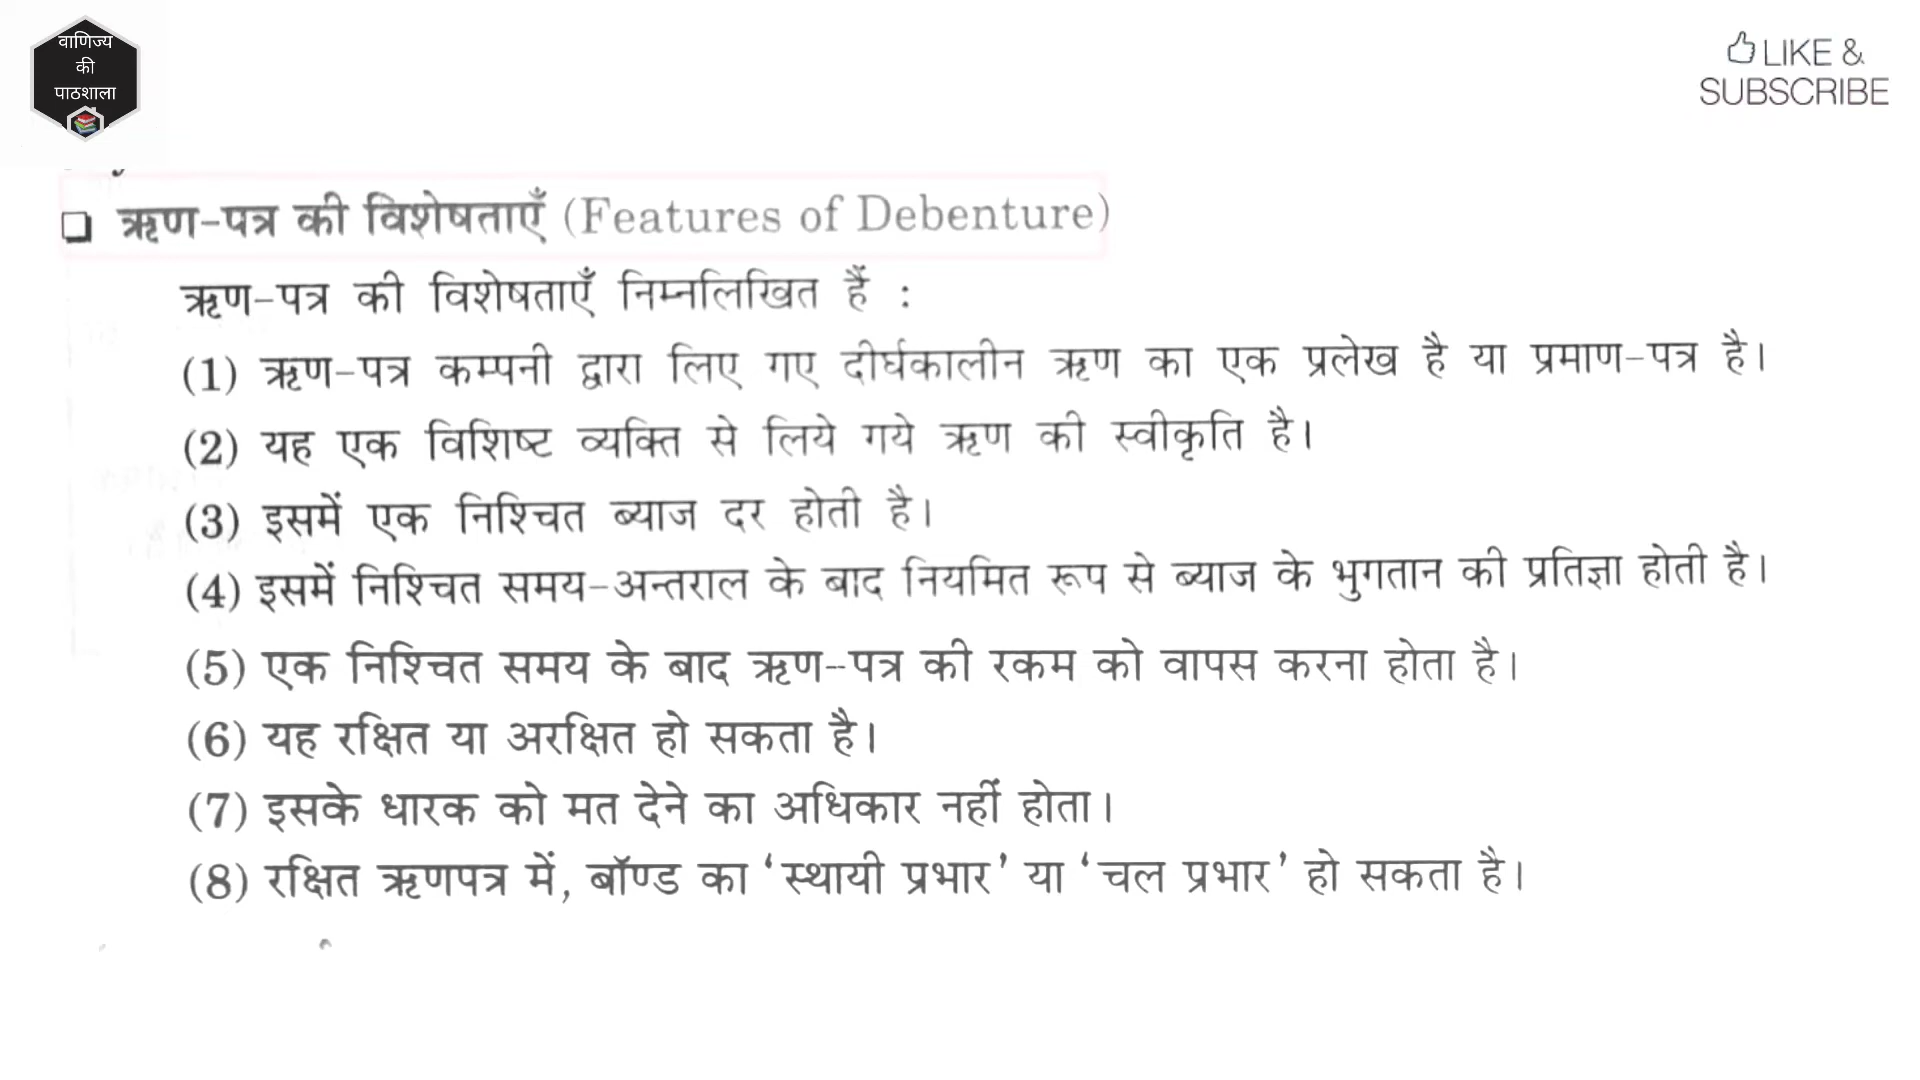 वाणिज्य
की
पाठशाला
LIKE &
SUBSCRIBE
❑ ऋण-पत्र की विशेषताएँ (Features of Debenture)
ऋण-पत्र की विशेषताएँ निम्नलिखित हैं :
(1) ऋण-पत्र कम्पनी द्वारा लिए गए दीर्घकालीन ऋण का एक प्रलेख है या प्रमाण-पत्र है।
(2) यह एक विशिष्ट व्यक्ति से लिये गये ऋण की स्वीकृति है।
(3) इसमें एक निश्चित ब्याज दर होती है।
(4) इसमें निश्चित समय-अन्तराल के बाद नियमित रूप से ब्याज के भुगतान की प्रतिज्ञा होती है।
(5) एक निश्चित समय के बाद ऋण-पत्र की रकम को वापस करना होता है।
(6) यह रक्षित या अरक्षित हो सकता है।
(7) इसके धारक को मत देने का अधिकार नहीं होता।
(8) रक्षित ऋणपत्र में, बॉण्ड का ‘स्थायी प्रभार’ या ‘चल प्रभार’ हो सकता है।